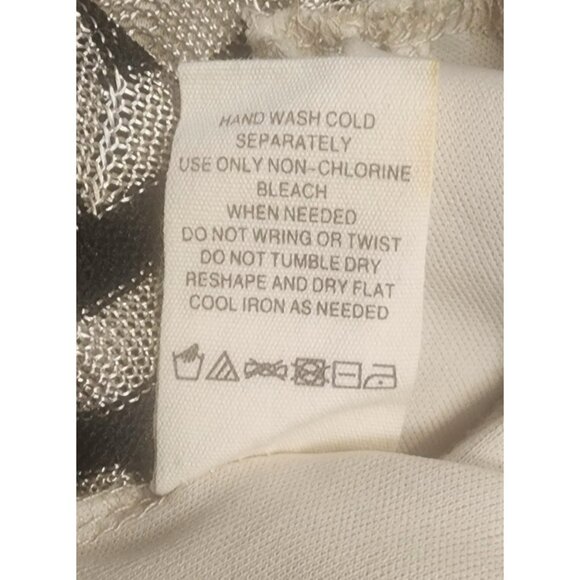 HAND WASH COLD
SEPARATELY
USE ONLY NON-CHLORINE
BLEACH
WHEN NEEDED
DO NOT WRING OR TWIST
DO NOT TUMBLE DRY
RESHAPE AND DRY FLAT
COOL IRON AS NEEDED